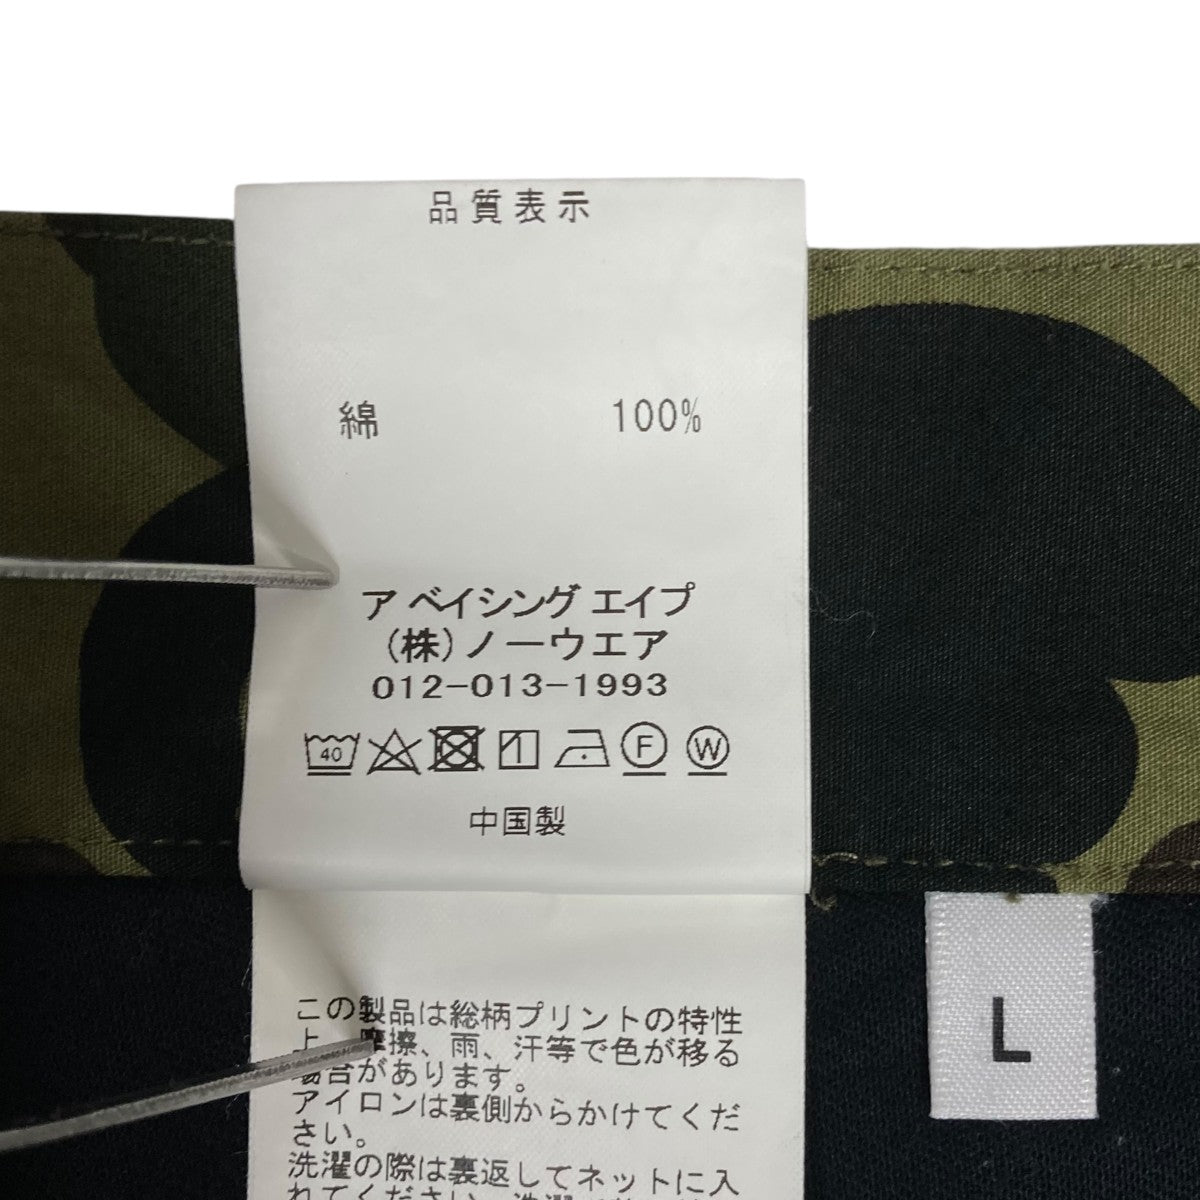 品質表示
綿 100%
ア ベイシング エイプ
(株)ノーウエア
012-013-1993
40 F W
中国製
この製品は総柄プリントの特性
上、摩擦、雨、汗等で色が移る
場合があります。
アイロンは裏側からかけてくだ
さい。
洗濯の際は裏返してネットに入
れてください。
L